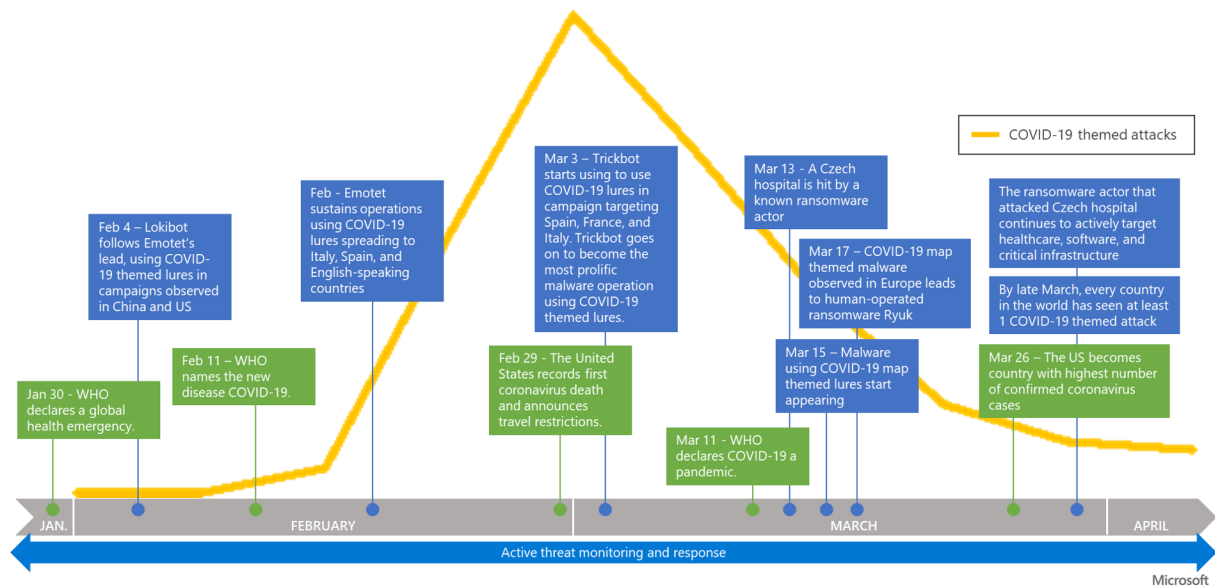 COVID-19 themed attacks
Mar 3 – Trickbot
starts using to use
COVID-19 lures in
campaign targeting
Spain, France, and
Italy. Trickbot goes
on to become the
most prolific
malware operation
using COVID-19
themed lures.
Mar 13 - A Czech
hospital is hit by a
known ransomware
actor
The ransomware actor that
attacked Czech hospital
continues to actively target
healthcare, software, and
critical infrastructure
Feb - Emotet
sustains operations
using COVID-19
lures spreading to
Italy, Spain, and
English-speaking
countries
Feb 4 – Lokibot
follows Emotet's
lead, using COVID-
19 themed lures in
campaigns observed
in China and US
Mar 17 – COVID-19 map
themed malware
observed in Europe leads
to human-operated
ransomware Ryuk
By late March, every country
in the world has seen at least
1 COVID-19 themed attack
Feb 11 – WHO
names the new
disease COVID-19.
Feb 29 - The United
States records first
coronavirus death
and announces
travel restrictions.
Mar 15 – Malware
using COVID-19 map
themed lures start
appearing
Mar 26 – The US becomes
country with highest number
of confirmed coronavirus
cases
Jan 30 - WHO
declares a global
health emergency.
Mar 11 - WHO
declares COVID-19 a
pandemic.
JAN.
FEBRUARY
MARCH
APRIL
Active threat monitoring and response
Microsoft